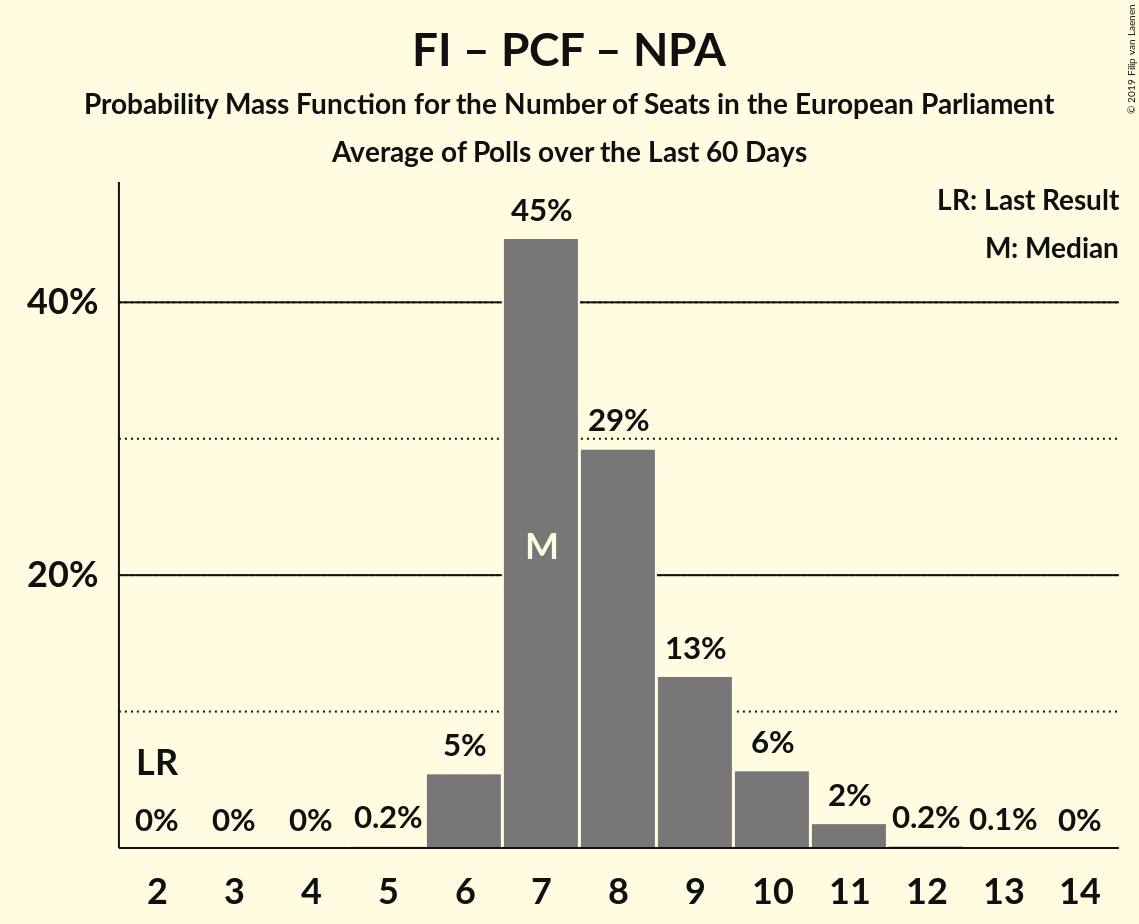 FI – PCF – NPA
Probability Mass Function for the Number of Seats in the European Parliament
Average of Polls over the Last 60 Days
© 2019 Filip van Laenen
LR: Last Result
M: Median
45%
40%
29%
M
20%
13%
LR
5%
6%
2%
0% 0% 0% 0.2% 0.2% 0.1% 0%
2 3 4 5 6 7 8 9 10 11 12 13 14